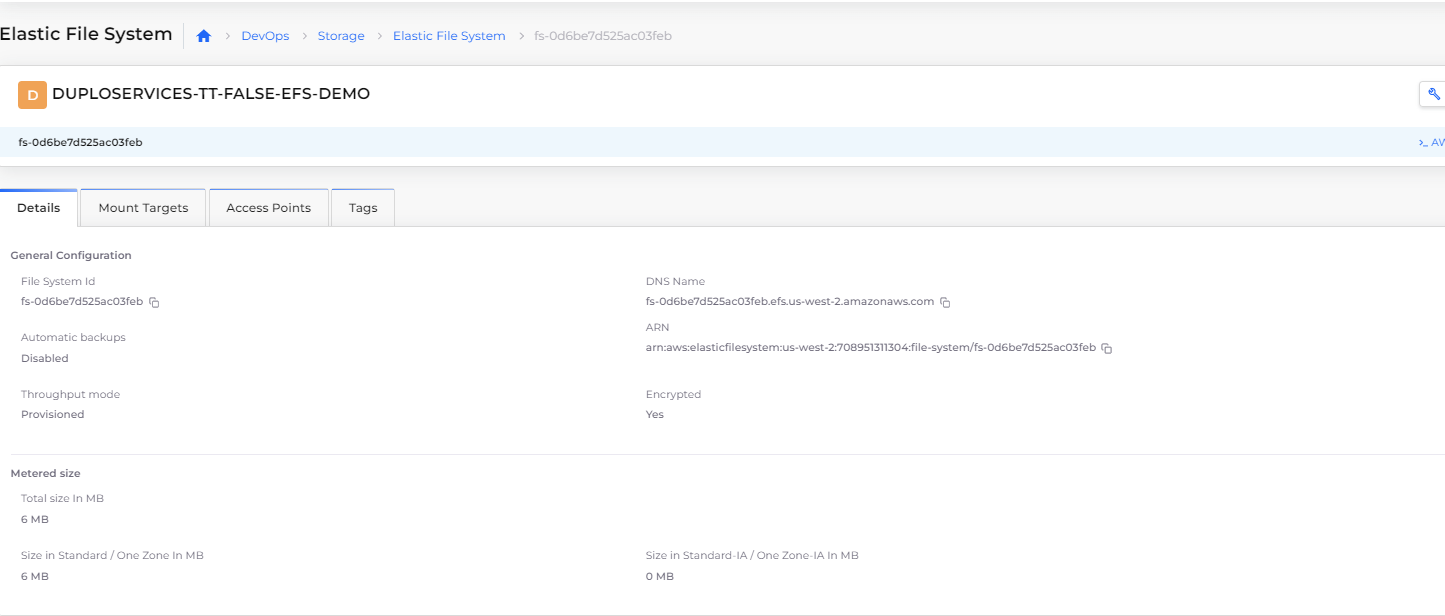 Elastic File System
DevOps > Storage > Elastic File System > fs-0d6be7d525ac03feb
D DUPLOSERVICES-TT-FALSE-EFS-DEMO
fs-0d6be7d525ac03feb
>_ AW
Details Mount Targets Access Points Tags
General Configuration
File System Id
fs-0d6be7d525ac03feb
DNS Name
fs-0d6be7d525ac03feb.efs.us-west-2.amazonaws.com
Automatic backups
Disabled
ARN
arn:aws:elasticfilesystem:us-west-2:708951311304:file-system/fs-0d6be7d525ac03feb
Throughput mode
Provisioned
Encrypted
Yes
Metered size
Total size In MB
6 MB
Size in Standard / One Zone In MB
6 MB
Size in Standard-IA / One Zone-IA In MB
0 MB